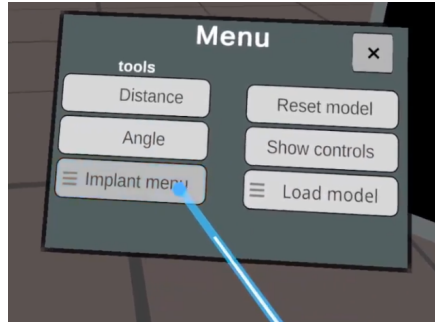 Menu
×
tools
Distance
Angle
Implant menu
Reset model
Show controls
Load model